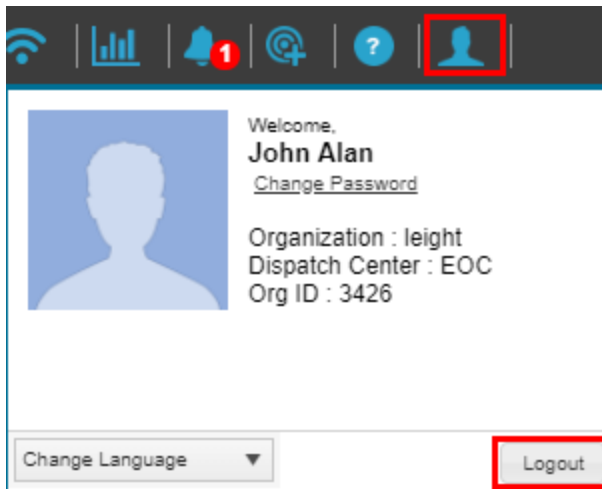 1
?
Welcome,
John Alan
Change Password
Organization : leight
Dispatch Center : EOC
Org ID : 3426
Change Language
Logout